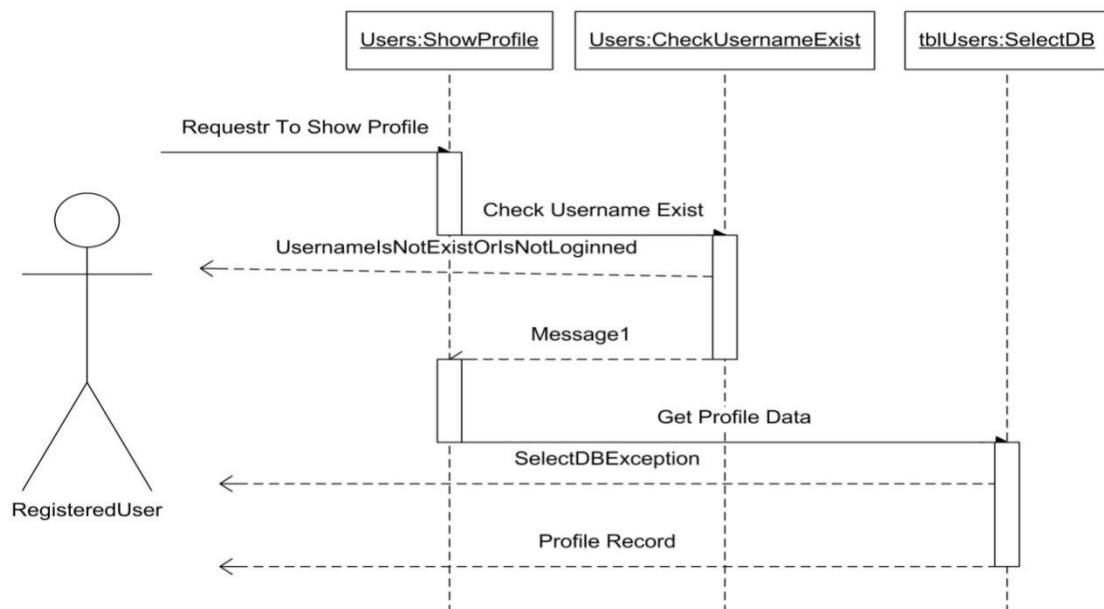 Users:ShowProfile
Users:CheckUsernameExist
tblUsers:SelectDB
Requestr To Show Profile
Check Username Exist
UsernameIsNotExistOrIsNotLoginned
Message1
Get Profile Data
SelectDBException
RegisteredUser
Profile Record